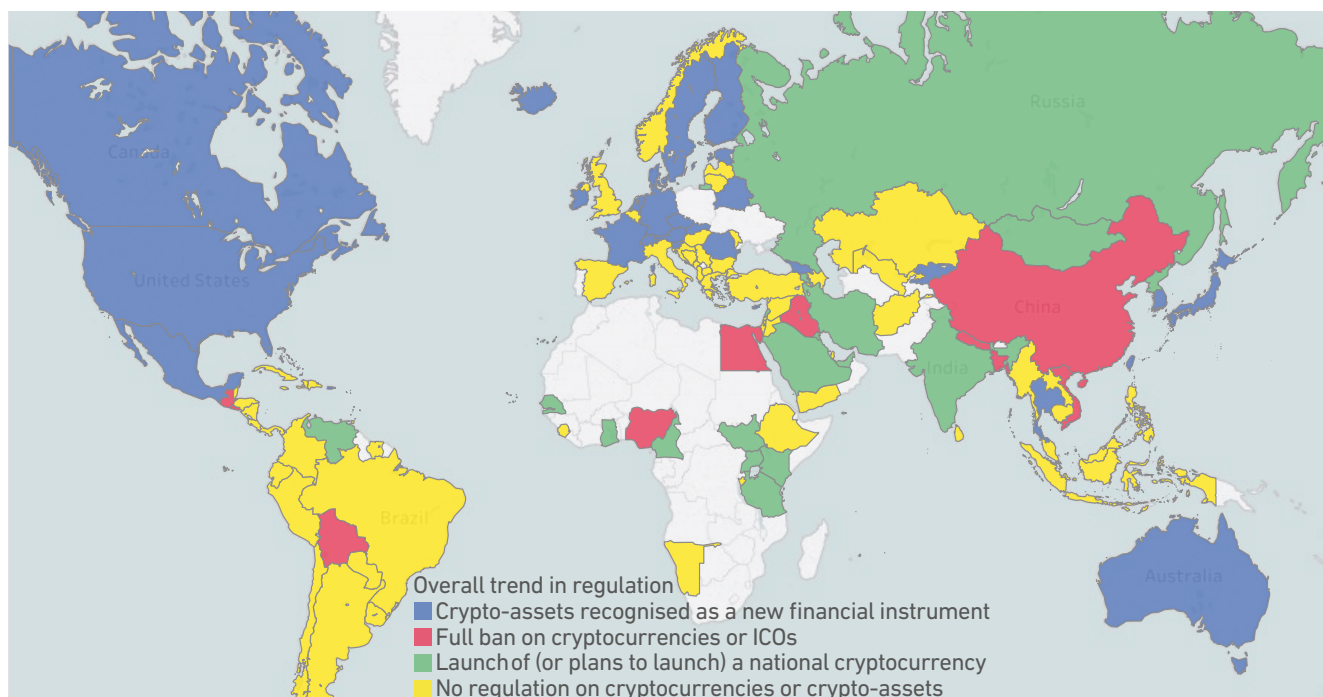 Russia
Canada
United States
China
India
Brazil
Australia
Overall trend in regulation
Crypto-assets recognised as a new financial instrument
Full ban on cryptocurrencies or ICOs
Launch of (or plans to launch) a national cryptocurrency
No regulation on cryptocurrencies or crypto-assets